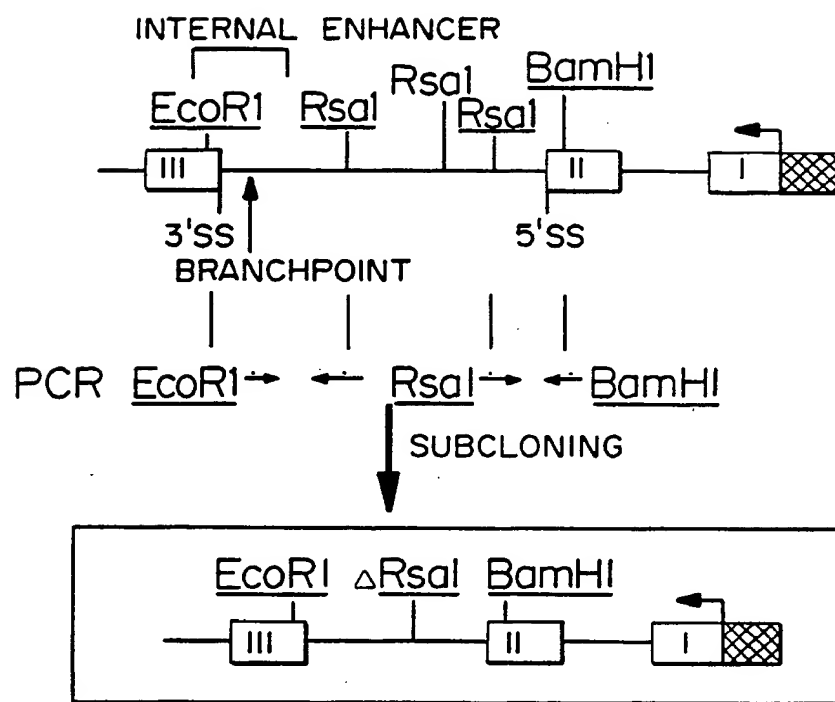 INTERNAL ENHANCER
EcoR1 Rsa1 Rsa1 Rsa1 BamH1
III II I
3'SS 5'SS
BRANCHPOINT
PCR EcoR1 Rsa1 BamH1
SUBCLONING
EcoR1 △Rsa1 BamH1
III II I